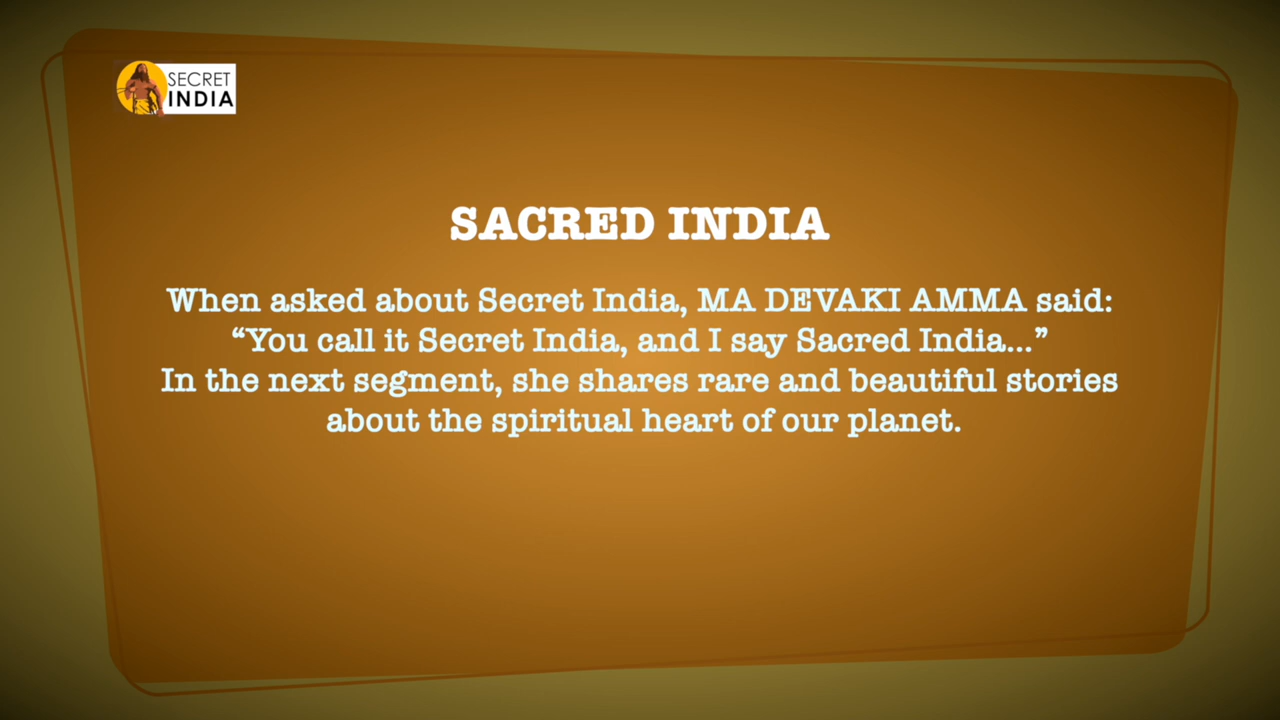 SECRET
INDIA
SACRED INDIA
When asked about Secret India, MA DEVAKI AMMA said:
“You call it Secret India, and I say Sacred India...”
In the next segment, she shares rare and beautiful stories
about the spiritual heart of our planet.